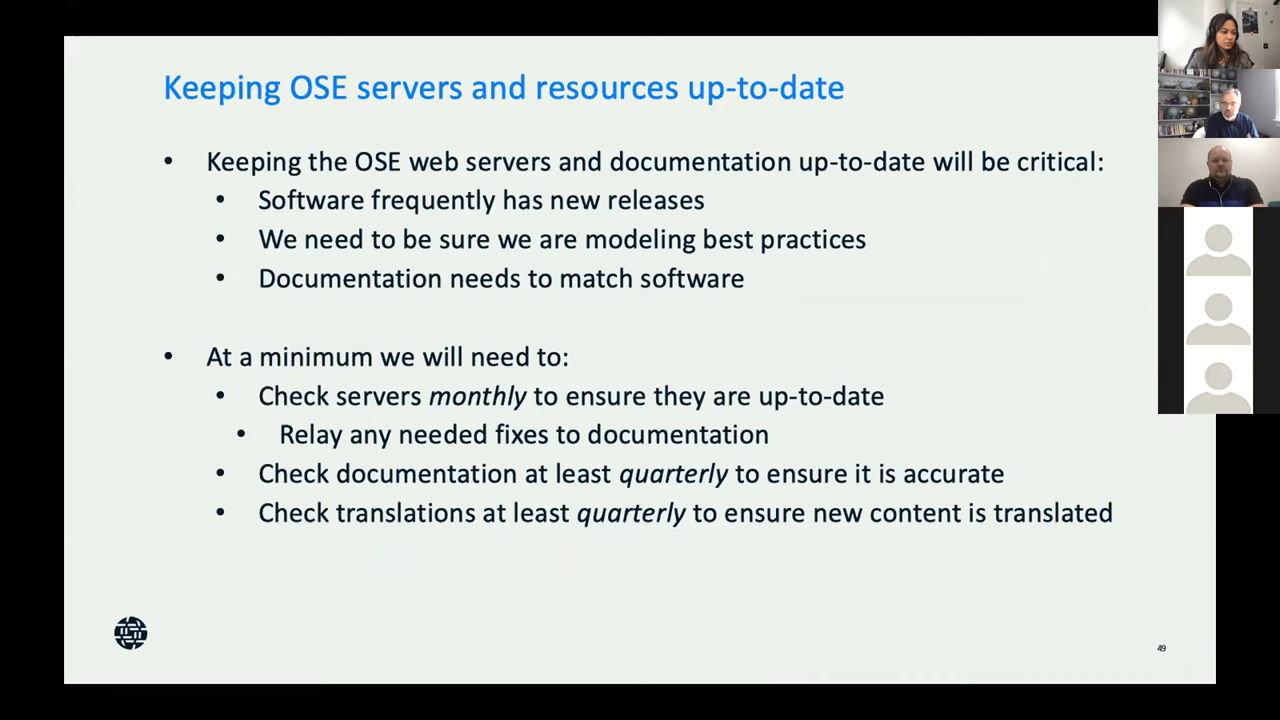 Keeping OSE servers and resources up-to-date
• Keeping the OSE web servers and documentation up-to-date will be critical:
• Software frequently has new releases
• We need to be sure we are modeling best practices
• Documentation needs to match software
• At a minimum we will need to:
• Check servers monthly to ensure they are up-to-date
• Relay any needed fixes to documentation
• Check documentation at least quarterly to ensure it is accurate
• Check translations at least quarterly to ensure new content is translated
49